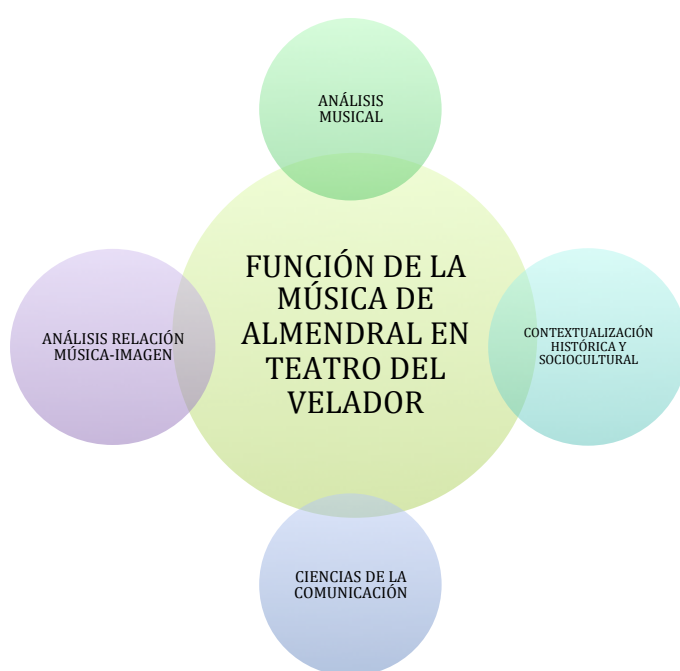 ANÁLISIS
MUSICAL
FUNCIÓN DE LA
MÚSICA DE
ALMENDRAL EN
TEATRO DEL
VELADOR
ANÁLISIS RELACIÓN
MÚSICA-IMAGEN
CONTEXTUALIZACIÓN
HISTÓRICA Y
SOCIOCULTURAL
CIENCIAS DE LA
COMUNICACIÓN